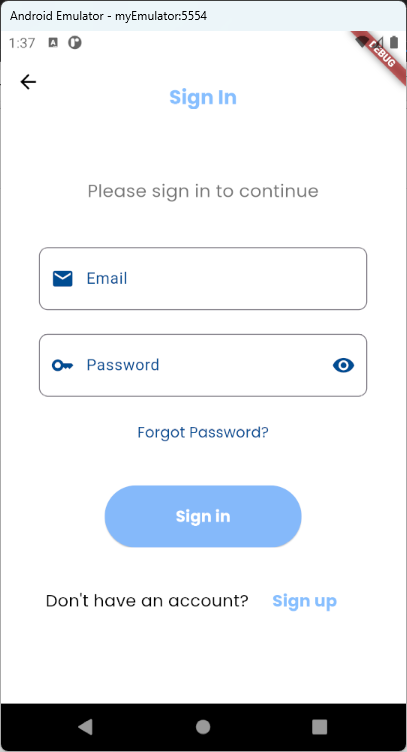 Android Emulator - myEmulator:5554
1:37
DEBUG
Sign In
Please sign in to continue
Email
Password
Forgot Password?
Sign in
Don't have an account? Sign up